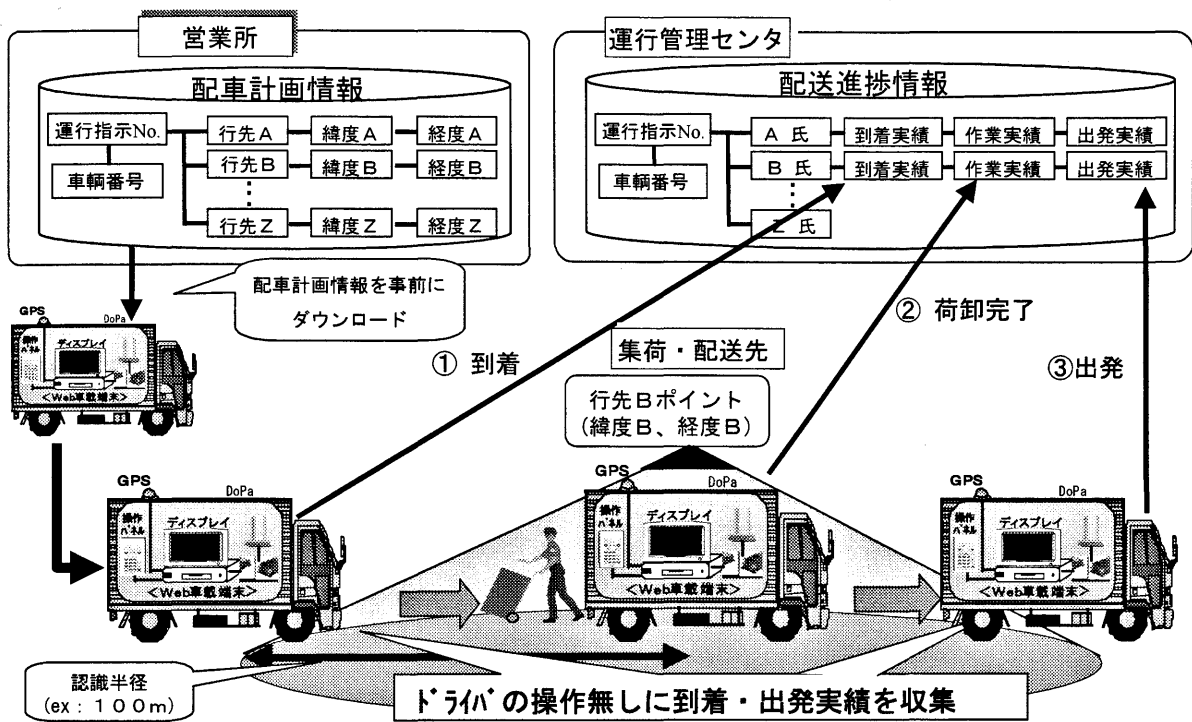 営業所
配車計画情報
運行指示No.
車輌番号
行先A 緯度A 経度A
行先B 緯度B 経度B
行先Z 緯度Z 経度Z
運行管理センタ
配送進捗情報
運行指示No.
車輌番号
A 氏 到着実績 作業実績 出発実績
B 氏 到着実績 作業実績 出発実績
Z 氏
配車計画情報を事前に
ダウンロード
GPS
DoPa
操作
パネル
ディスプレイ
<Web車載端末>
① 到着
② 荷卸完了
③出発
集荷・配送先
行先Bポイント
(緯度B、経度B)
GPS
DoPa
操作
パネル
ディスプレイ
<Web車載端末>
GPS
DoPa
操作
パネル
ディスプレイ
<Web車載端末>
GPS
DoPa
操作
パネル
ディスプレイ
<Web車載端末>
認識半径
(ex：100m)
ドライバの操作無しに到着・出発実績を収集